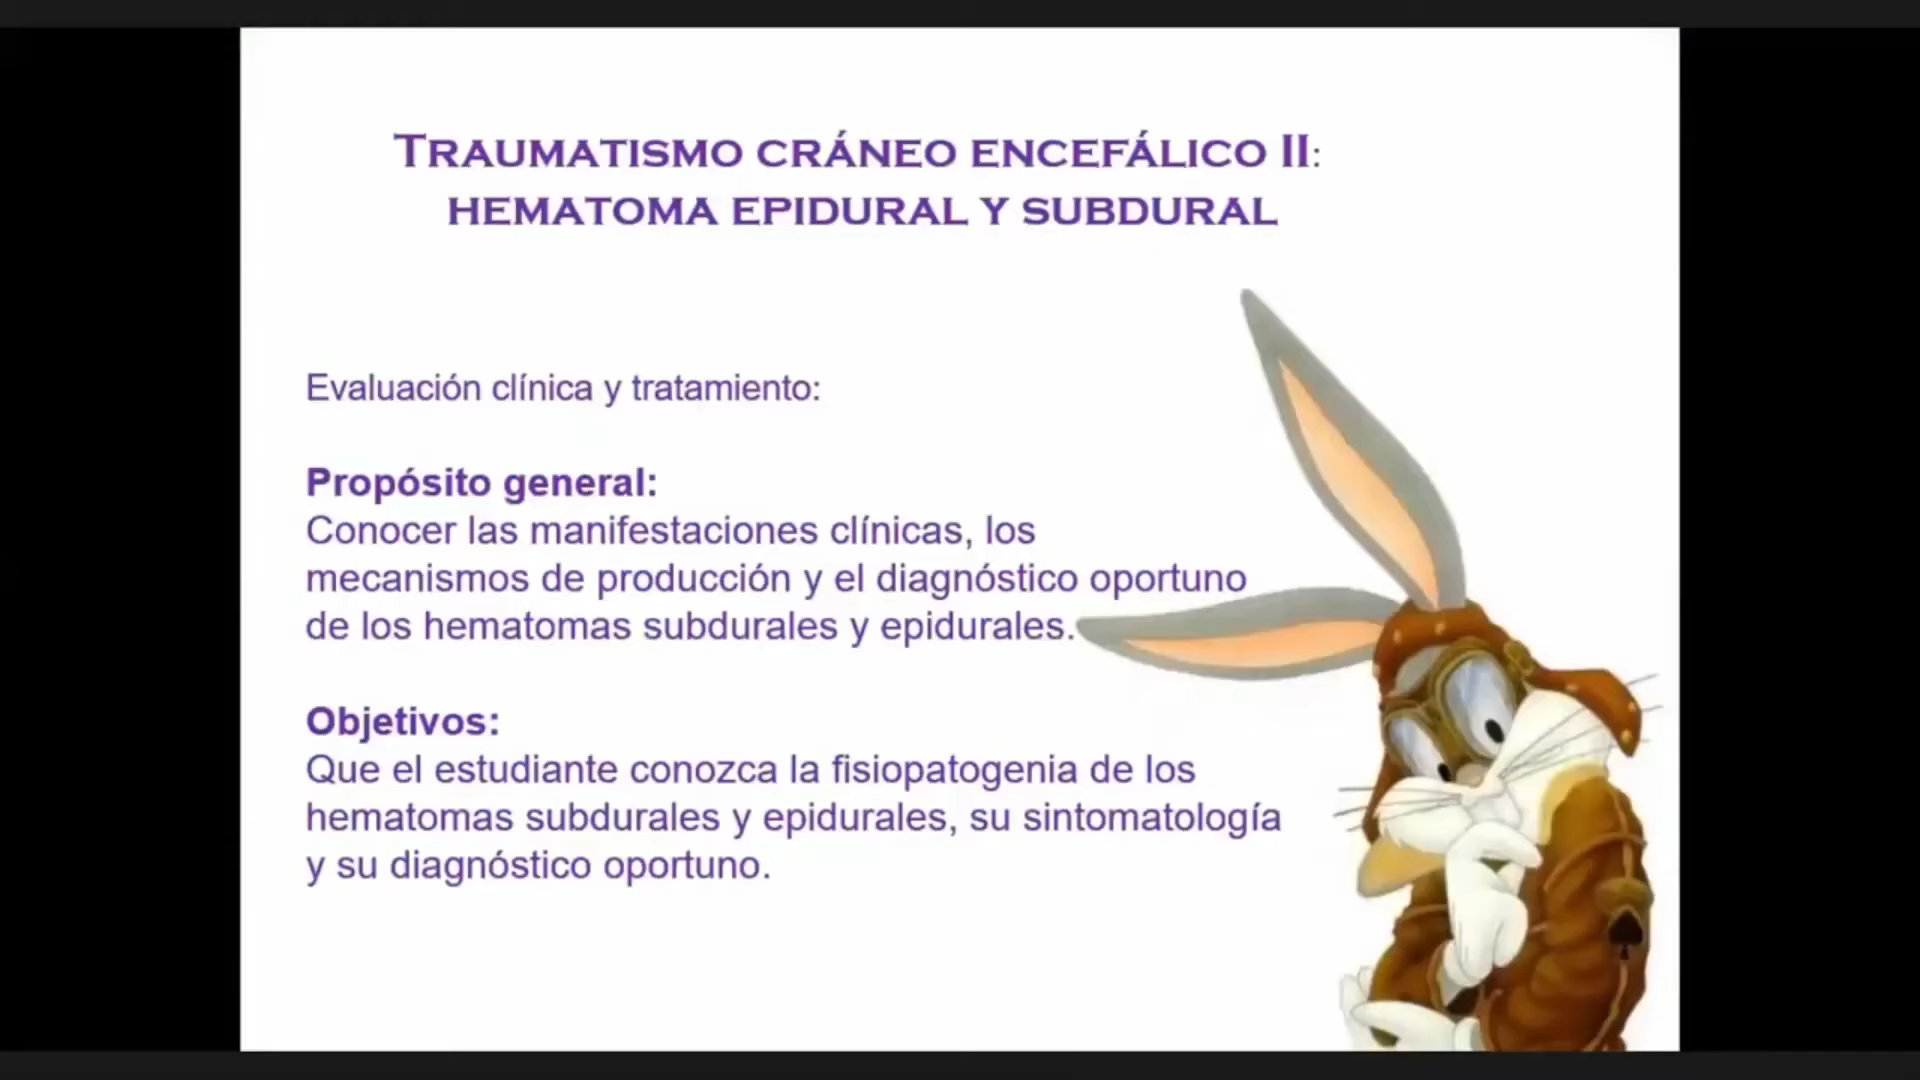 Traumatismo cráneo encefálico II:
hematoma epidural y subdural
Evaluación clínica y tratamiento:
Propósito general:
Conocer las manifestaciones clínicas, los
mecanismos de producción y el diagnóstico oportuno
de los hematomas subdurales y epidurales.
Objetivos:
Que el estudiante conozca la fisiopatogenia de los
hematomas subdurales y epidurales, su sintomatología
y su diagnóstico oportuno.